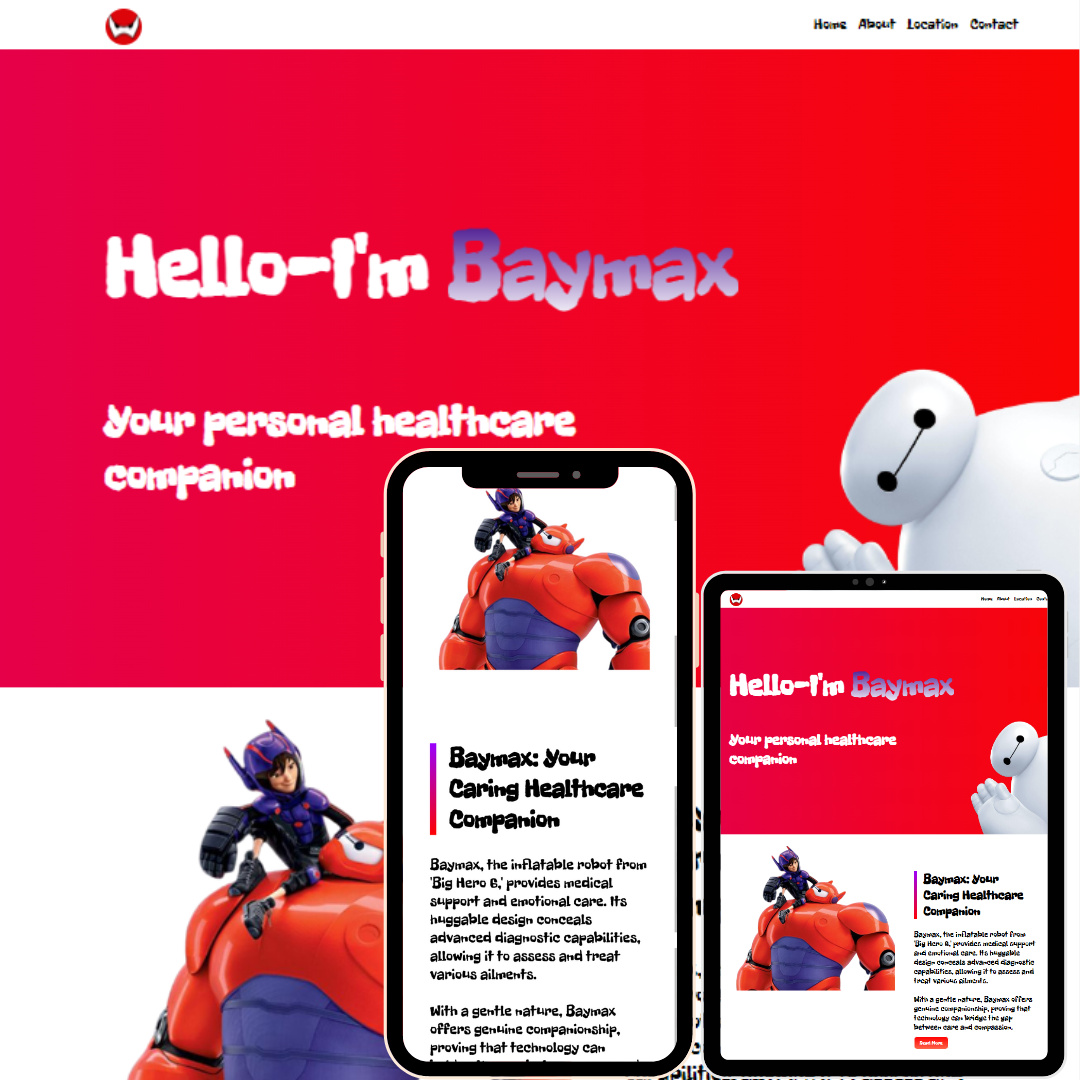 Home About Location Contact
Hello-I'm Baymax
Your personal healthcare
companion
Baymax: Your
Caring Healthcare
Companion
Baymax, the inflatable robot from
'Big Hero 6,' provides medical
support and emotional care. Its
huggable design conceals
advanced diagnostic capabilities,
allowing it to assess and treat
various ailments.
With a gentle nature, Baymax
offers genuine companionship,
proving that technology can
Home About Location
Hello-I'm Baymax
Your personal healthcare
companion
Baymax: Your
Caring Healthcare
Companion
Baymax, the inflatable robot from
'Big Hero 6,' provides medical support
and emotional care. Its huggable
design conceals advanced diagnostic
capabilities, allowing it to assess and
treat various ailments.
With a gentle nature, Baymax offers
genuine companionship, proving that
technology can bridge the gap
between care and compassion.
Read More